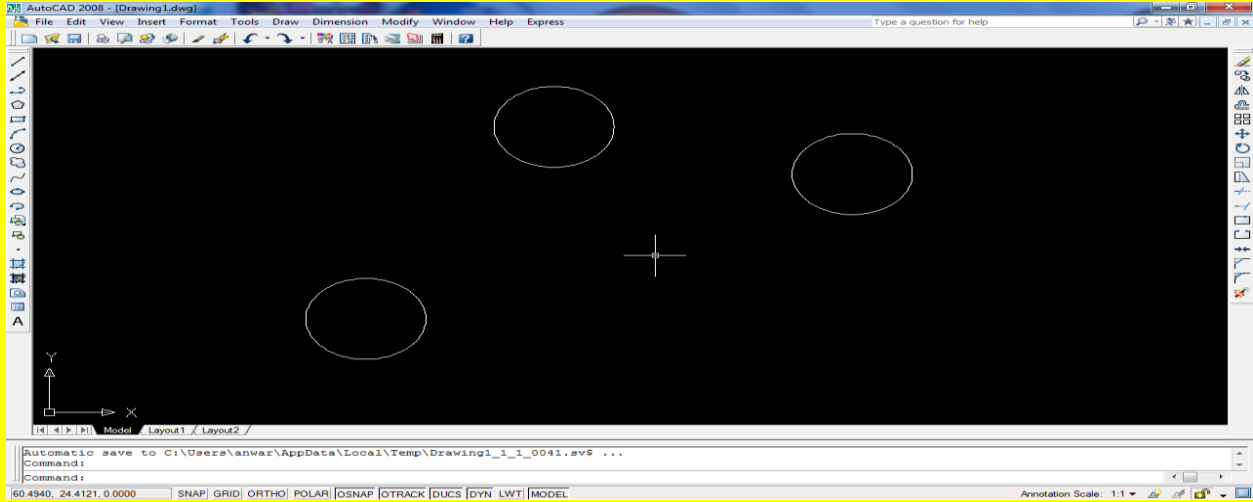 AutoCAD 2008 - [Drawing1.dwg]
File Edit View Insert Format Tools Draw Dimension Modify Window Help Express Type a question for help
A
Y
X
Model Layout1 Layout2
Automatic save to C:\Users\anwar\AppData\Local\Temp\Drawing1_1_1_0041.sv$ ...
Command:
Command:
60.4940, 24.4121, 0.0000 SNAP GRID ORTHO POLAR OSNAP OTRACK DUCS DYN LWT MODEL Annotation Scale: 1:1